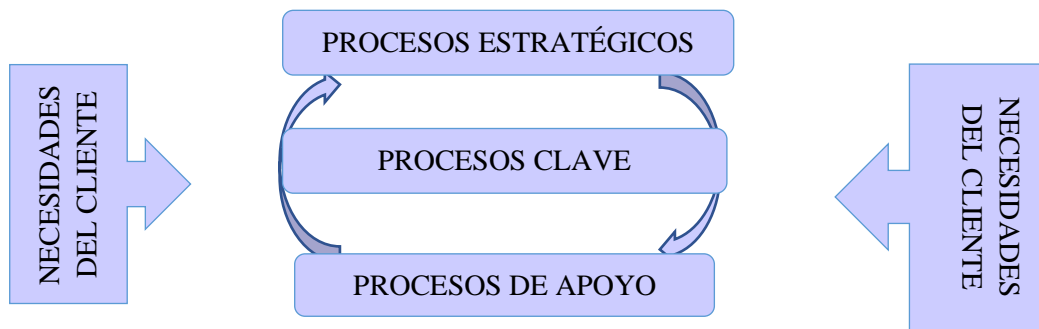 PROCESOS ESTRATÉGICOS
NECESIDADES
DEL CLIENTE
PROCESOS CLAVE
NECESIDADES
DEL CLIENTE
PROCESOS DE APOYO